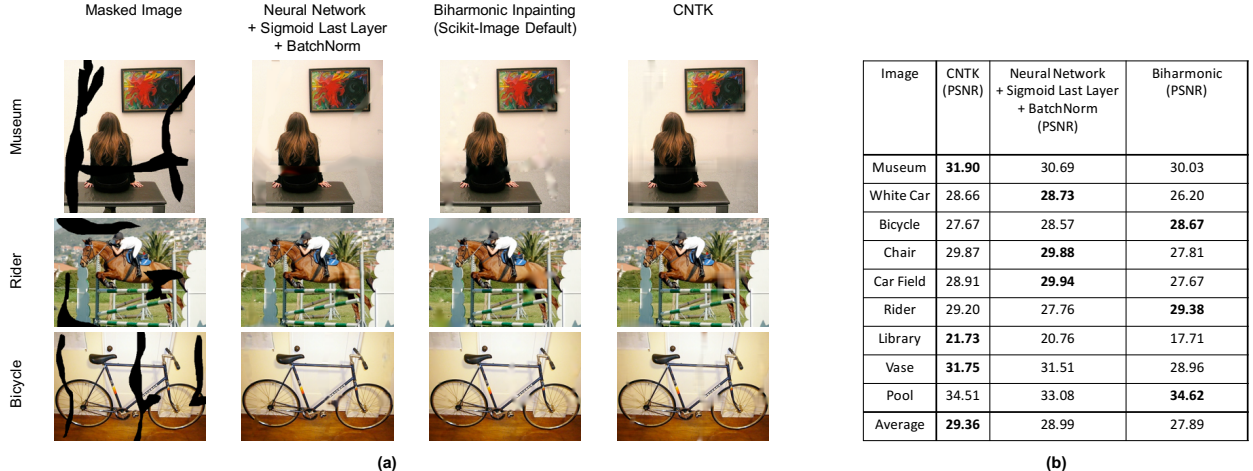 Masked Image
Neural Network
+ Sigmoid Last Layer
+ BatchNorm
Biharmonic Inpainting
(Scikit-Image Default)
CNTK
Museum
Rider
Bicycle
(a)
Image CNTK (PSNR) Neural Network + Sigmoid Last Layer + BatchNorm (PSNR) Biharmonic (PSNR)
Museum 31.90 30.69 30.03
White Car 28.66 28.73 26.20
Bicycle 27.67 28.57 28.67
Chair 29.87 29.88 27.81
Car Field 28.91 29.94 27.67
Rider 29.20 27.76 29.38
Library 21.73 20.76 17.71
Vase 31.75 31.51 28.96
Pool 34.51 33.08 34.62
Average 29.36 28.99 27.89
(b)